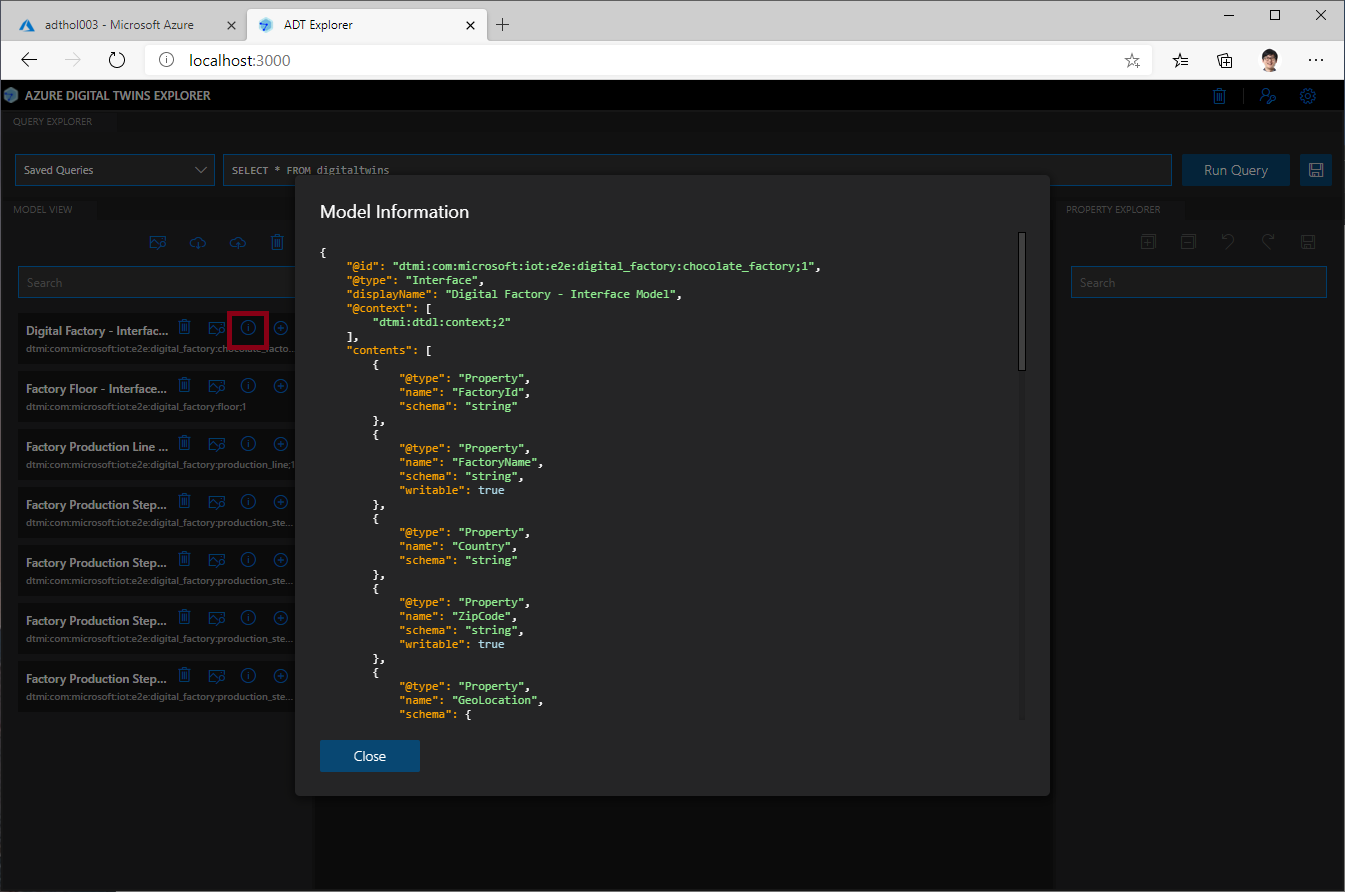 adthol003 - Microsoft Azure
ADT Explorer
localhost:3000
AZURE DIGITAL TWINS EXPLORER
QUERY EXPLORER
Saved Queries
SELECT * FROM digitaltwins
Run Query
MODEL VIEW
PROPERTY EXPLORER
Search
Search
Digital Factory - Interfac...
dtmi:com:microsoft:iot:e2e:digital_factory:chocolate_facto...
Factory Floor - Interface...
dtmi:com:microsoft:iot:e2e:digital_factory:floor;1
Factory Production Line ...
dtmi:com:microsoft:iot:e2e:digital_factory:production_line;1
Factory Production Step...
dtmi:com:microsoft:iot:e2e:digital_factory:production_ste...
Factory Production Step...
dtmi:com:microsoft:iot:e2e:digital_factory:production_ste...
Factory Production Step...
dtmi:com:microsoft:iot:e2e:digital_factory:production_ste...
Factory Production Step...
dtmi:com:microsoft:iot:e2e:digital_factory:production_ste...
Model Information
{
"@id": "dtmi:com:microsoft:iot:e2e:digital_factory:chocolate_factory;1",
"@type": "Interface",
"displayName": "Digital Factory - Interface Model",
"@context": [
"dtmi:dtdl:context;2"
],
"contents": [
{
"@type": "Property",
"name": "FactoryId",
"schema": "string"
},
{
"@type": "Property",
"name": "FactoryName",
"schema": "string",
"writable": true
},
{
"@type": "Property",
"name": "Country",
"schema": "string"
},
{
"@type": "Property",
"name": "ZipCode",
"schema": "string",
"writable": true
},
{
"@type": "Property",
"name": "GeoLocation",
"schema": {
Close